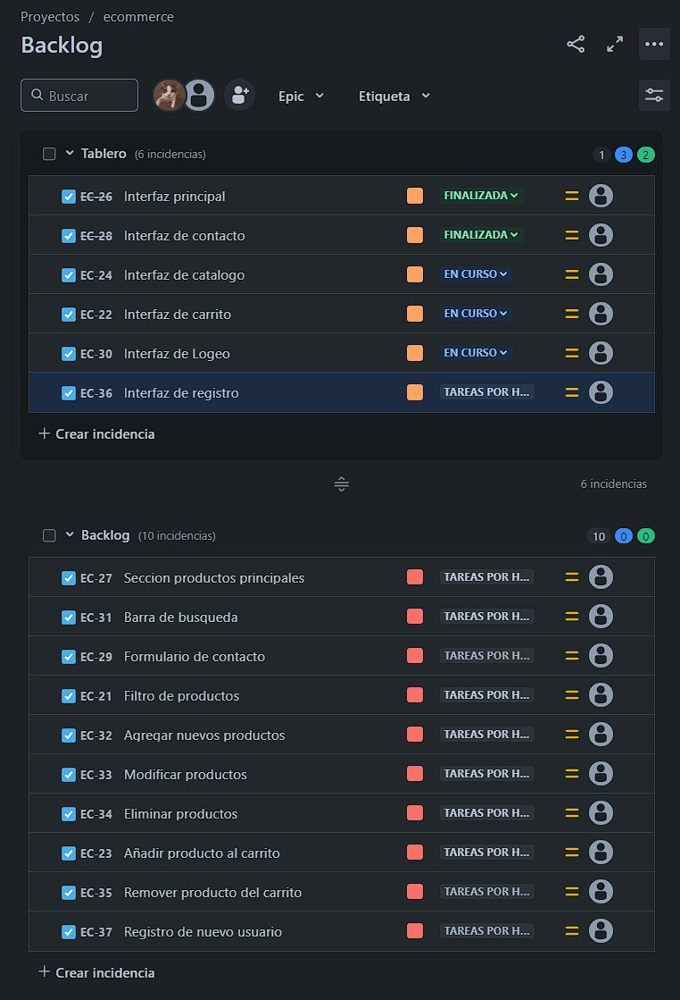 Proyectos / ecommerce
Backlog
Buscar
Epic
Etiqueta
Tablero (6 incidencias) 1 3 2
EC-26 Interfaz principal FINALIZADA
EC-28 Interfaz de contacto FINALIZADA
EC-24 Interfaz de catalogo EN CURSO
EC-22 Interfaz de carrito EN CURSO
EC-30 Interfaz de Logeo EN CURSO
EC-36 Interfaz de registro TAREAS POR H...
+ Crear incidencia
6 incidencias
Backlog (10 incidencias) 10 0 0
EC-27 Seccion productos principales TAREAS POR H...
EC-31 Barra de busqueda TAREAS POR H...
EC-29 Formulario de contacto TAREAS POR H...
EC-21 Filtro de productos TAREAS POR H...
EC-32 Agregar nuevos productos TAREAS POR H...
EC-33 Modificar productos TAREAS POR H...
EC-34 Eliminar productos TAREAS POR H...
EC-23 Añadir producto al carrito TAREAS POR H...
EC-35 Remover producto del carrito TAREAS POR H...
EC-37 Registro de nuevo usuario TAREAS POR H...
+ Crear incidencia